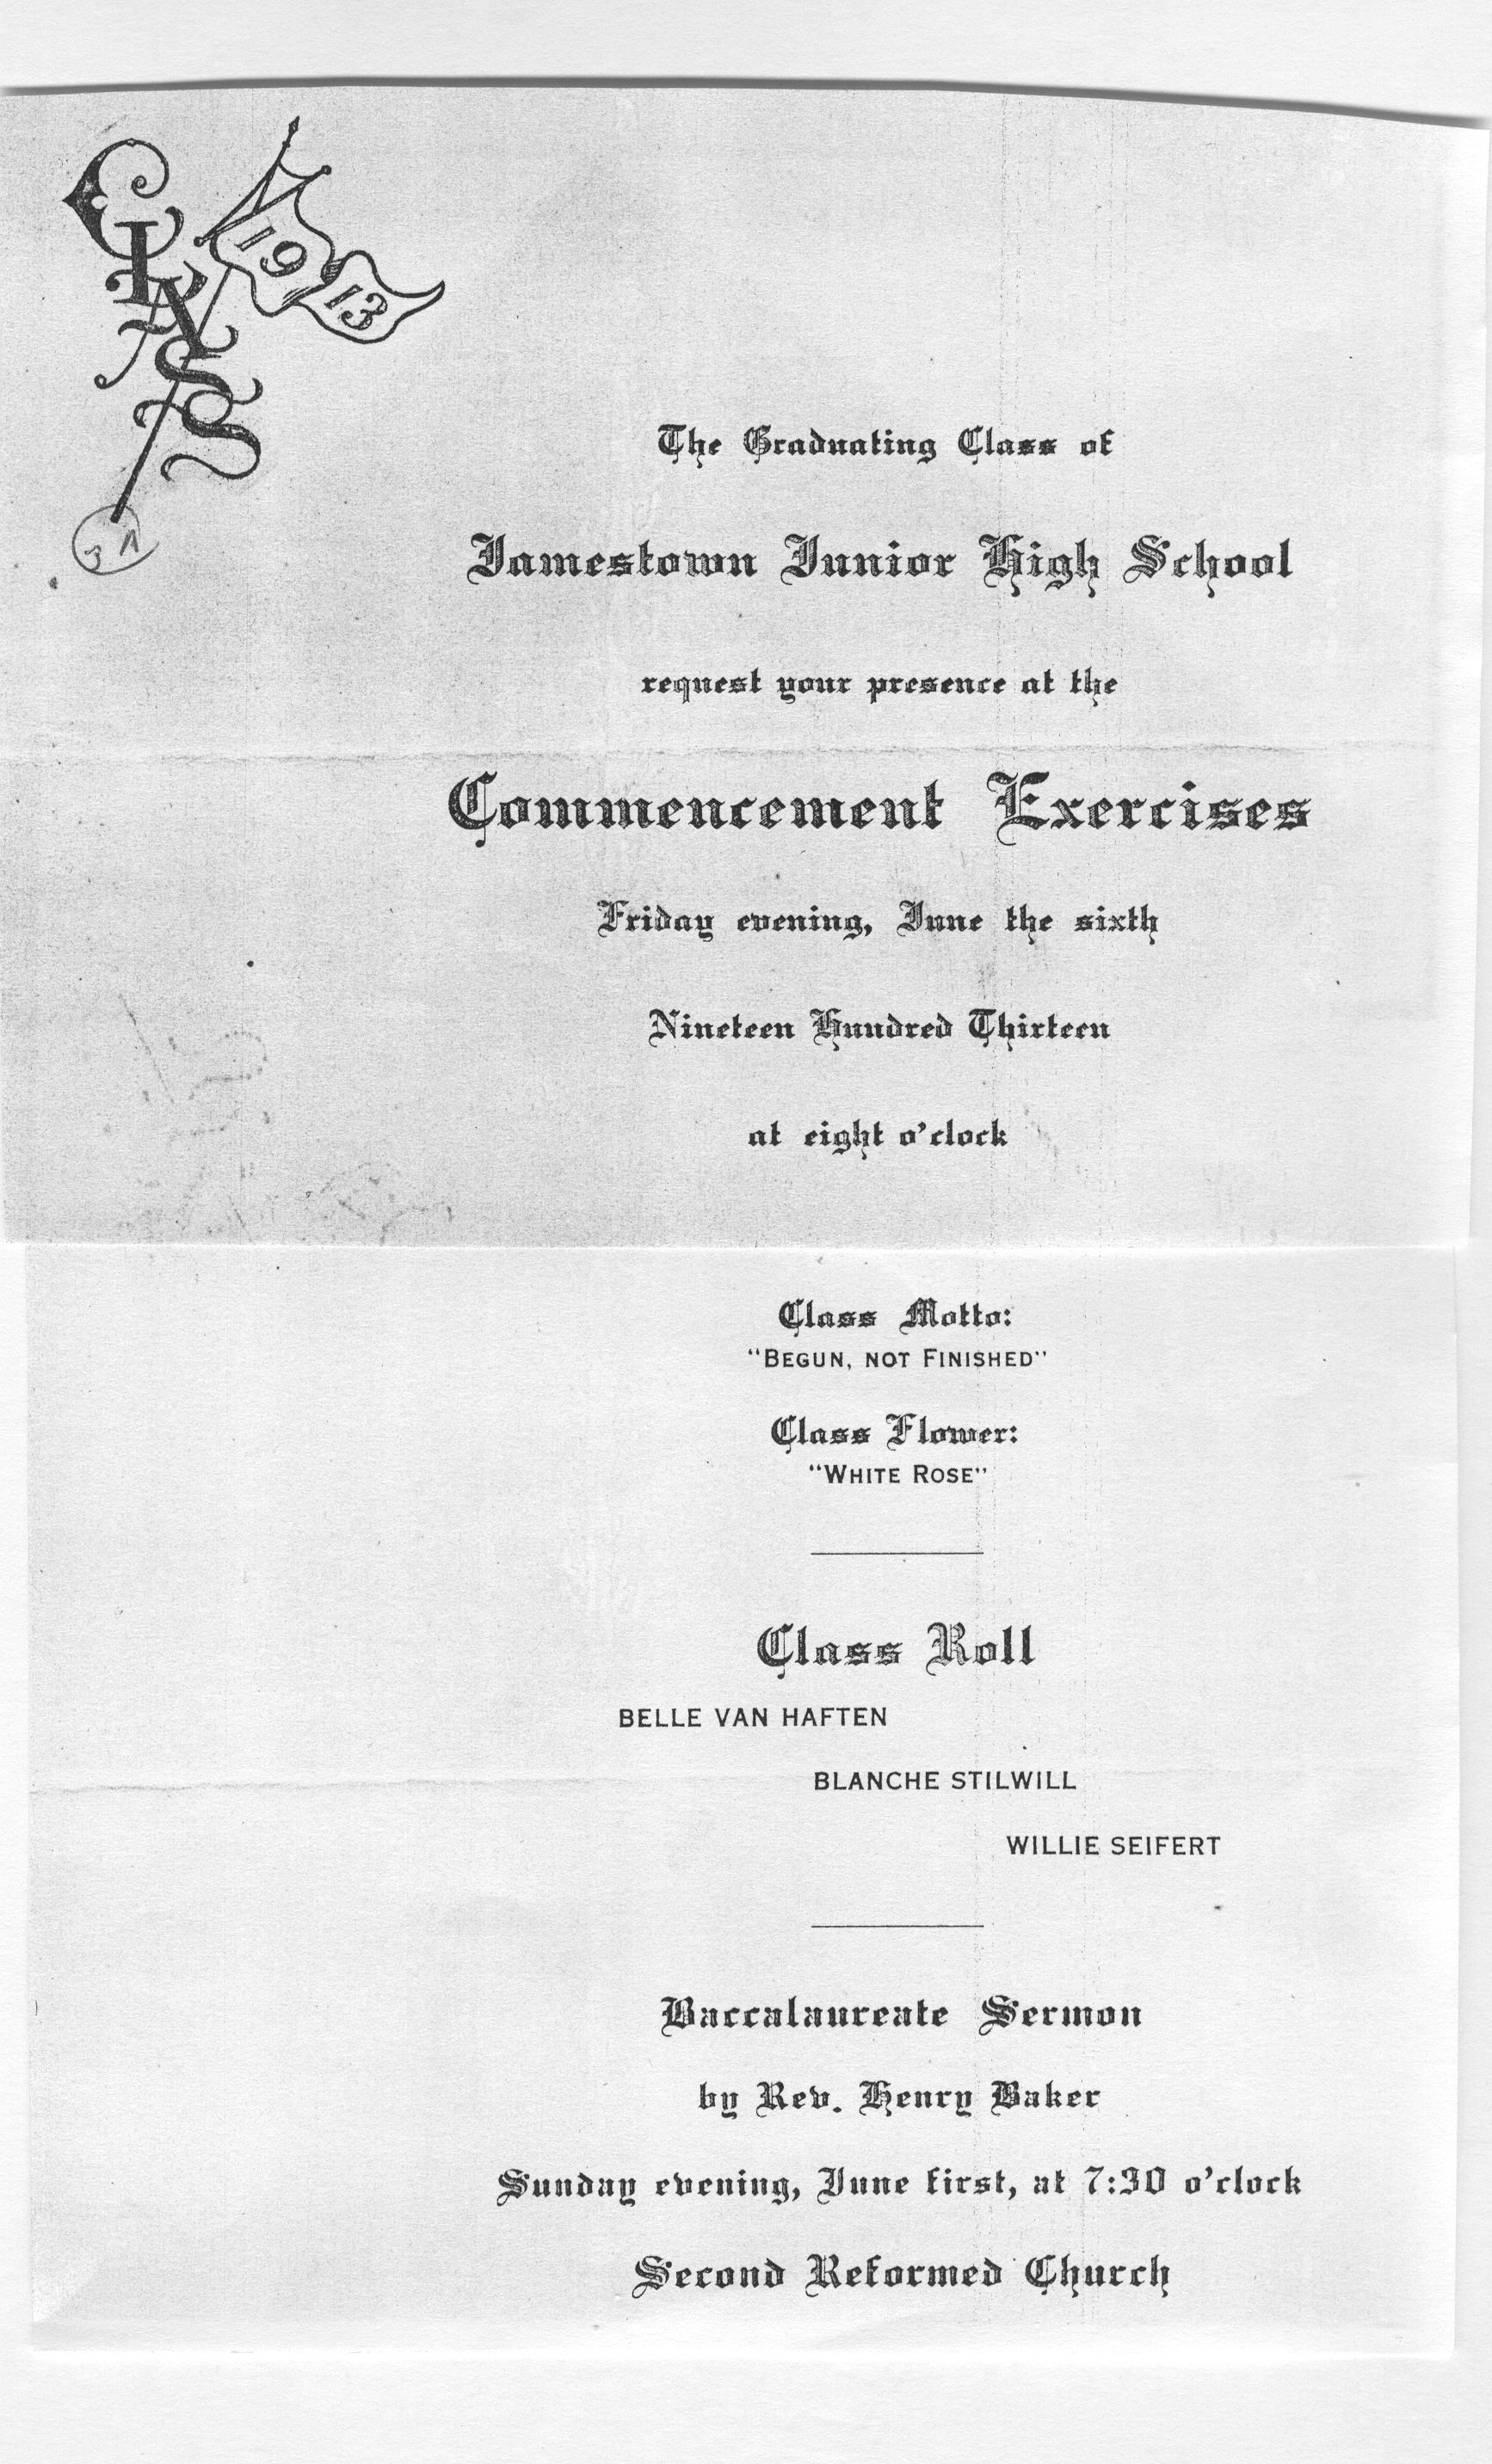 CLASS
19 13
The Graduating Class of
Jamestown Junior High School
request your presence at the
Commencement Exercises
Friday evening, June the sixth
Nineteen Hundred Thirteen
at eight o'clock
Class Motto:
"BEGUN, NOT FINISHED"
Class Flower:
"WHITE ROSE"
Class Roll
BELLE VAN HAFTEN
BLANCHE STILWILL
WILLIE SEIFERT
Baccalaureate Sermon
by Rev. Henry Baker
Sunday evening, June first, at 7:30 o'clock
Second Reformed Church